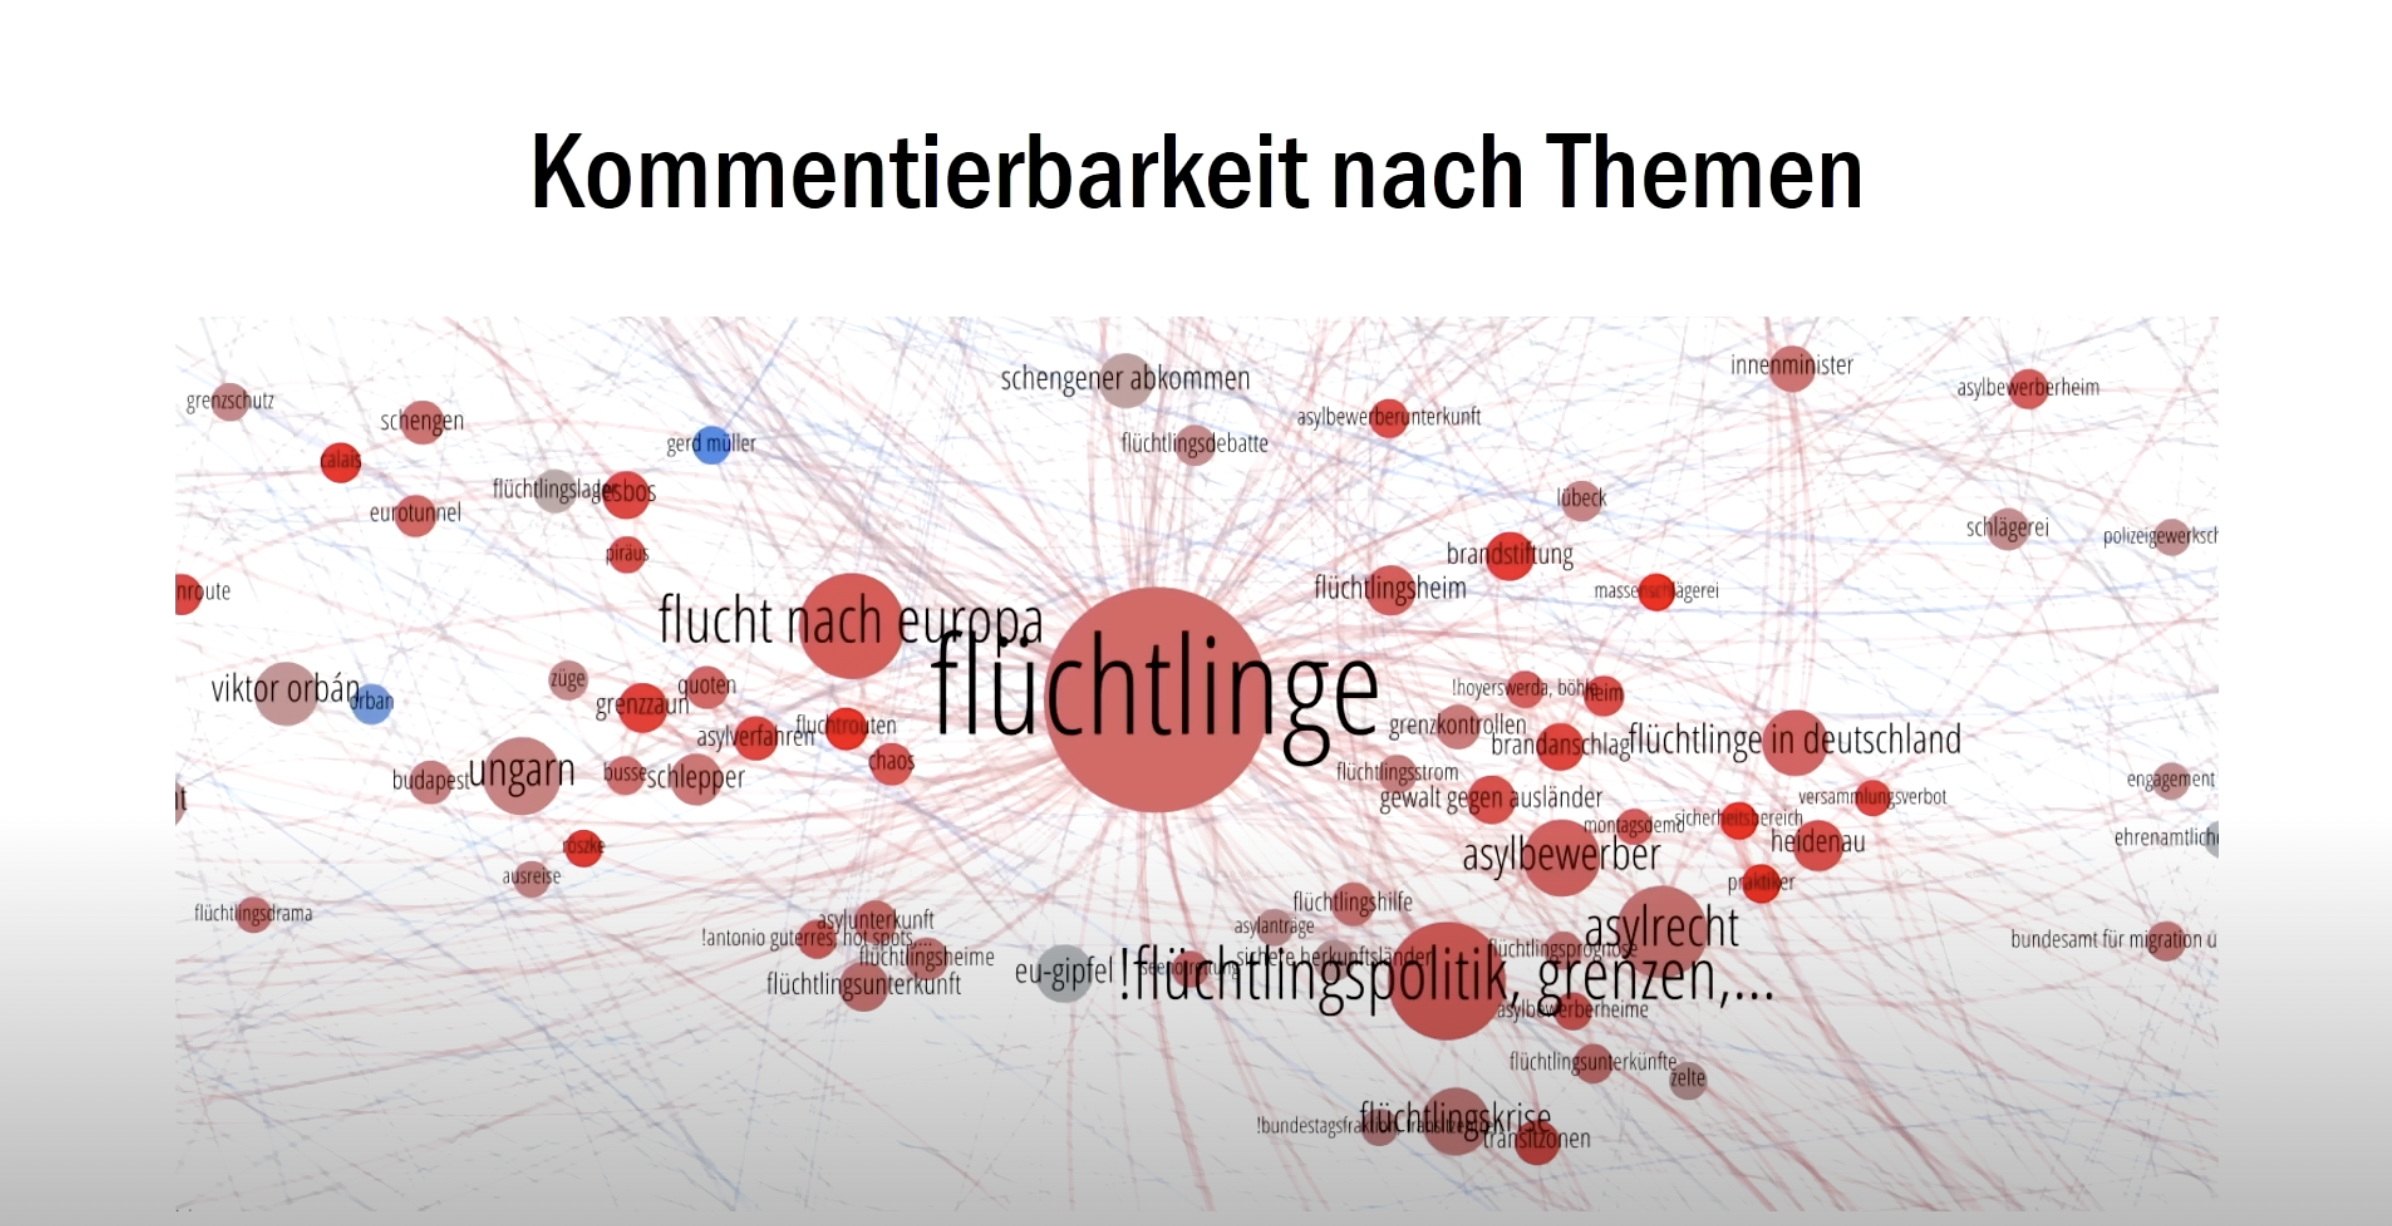 Kommentierbarkeit nach Themen
schengener abkommen
innenminister
grenzschutz
schengen
asylbewerberheim
asylbewerberunterkunft
gerd müller
flüchtlingsdebatte
calais
flüchtlingslager
lesbos
lübeck
eurotunnel
schlägerei
polizeigewerksch
piräus
brandstiftung
nroute
flüchtlingsheim
massenschlägerei
flucht nach europa
flüchtlinge
viktor orbán
orban
züge
quoten
grenzzaun
!hoyerswerda, böhl
heim
asylverfahren
fluchtrouten
grenzkontrollen
brandanschlag
flüchtlinge in deutschland
chaos
budapest
ungarn
busse
schlepper
flüchtlingsstrom
engagement
gewalt gegen ausländer
versammlungsverbot
montagsdemo
sicherheitsbereich
heidenau
ehrenamtliche
röszke
asylbewerber
ausreise
praktiker
flüchtlingsdrama
flüchtlingshilfe
asylunterkunft
asylanträge
asylrecht
!antonio guterres, hot spots,...
bundesamt für migration u
flüchtlingsheime
sichere herkunftsländer
flüchtlingsprognose
flüchtlingsunterkunft
eu-gipfel
seenotrettung
!flüchtlingspolitik, grenzen,...
asylbewerberheime
flüchtlingsunterkünfte
zelte
flüchtlingskrise
transitzonen